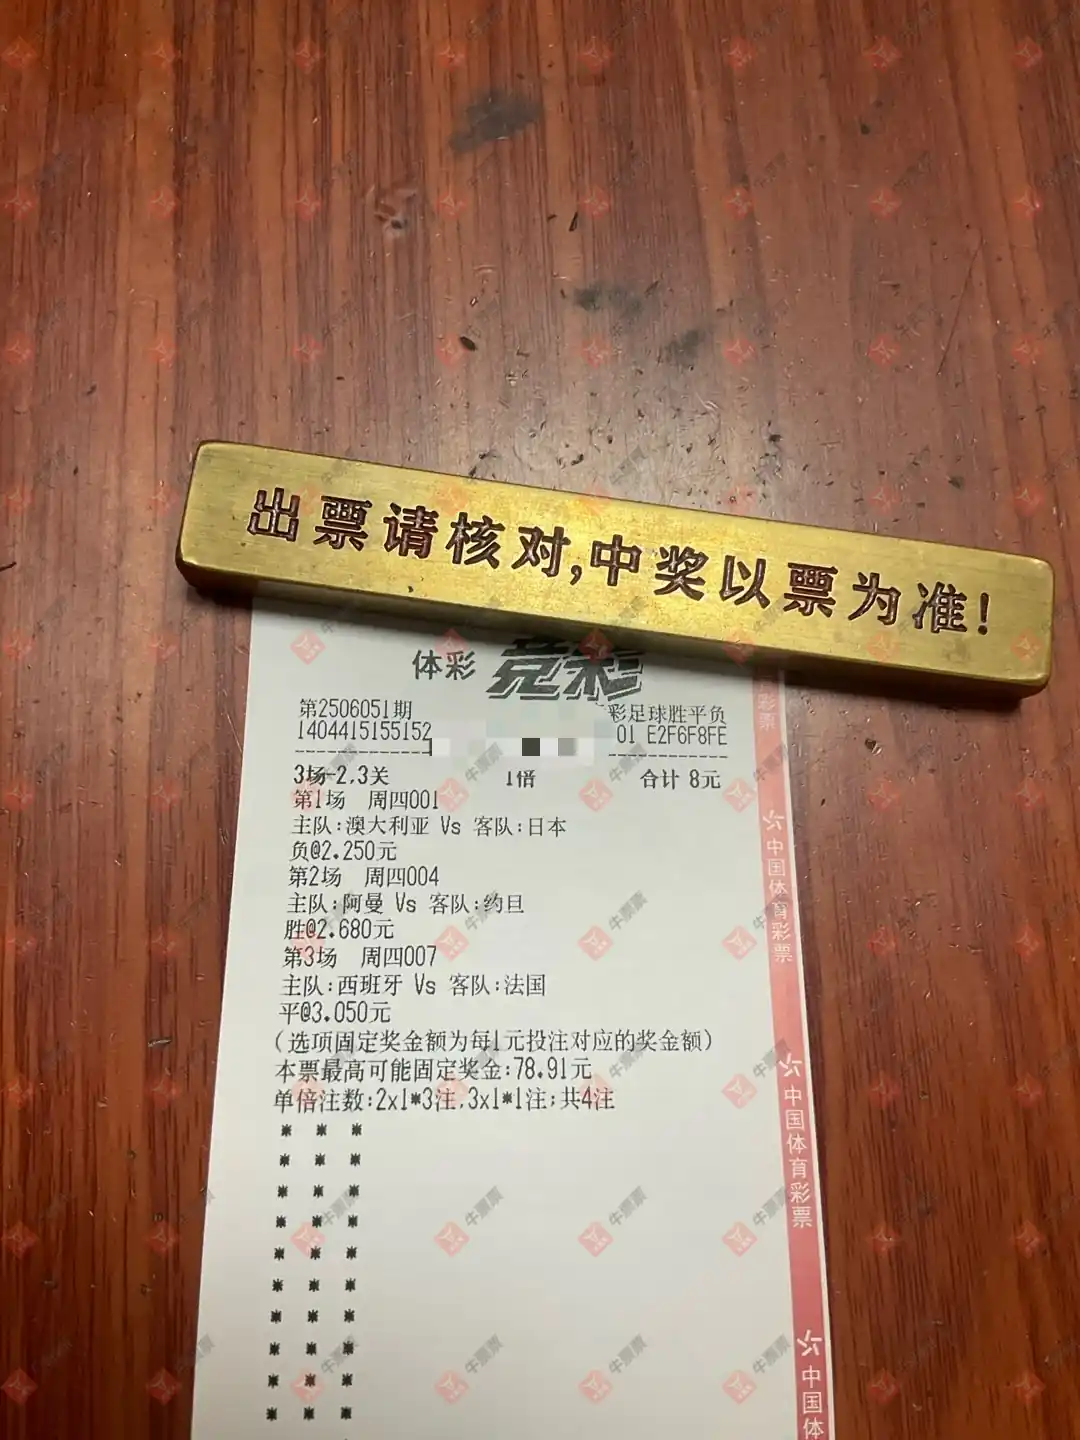 出票请核对,中奖以票为准!
体彩 竞彩
第2506051期 彩足球胜平负
1404415155152 01 E2F6F8FE
3场-2,3关 1倍 合计 8元
第1场 周四001
主队:澳大利亚 Vs 客队:日本
负@2.250元
第2场 周四004
主队:阿曼 Vs 客队:约旦
胜@2.680元
第3场 周四007
主队:西班牙 Vs 客队:法国
平@3.050元
(选项固定奖金额为每1元投注对应的奖金额)
本票最高可能固定奖金:78.91元
单倍注数:2x1*3注,3x1*1注;共4注
彩票
中国体育彩票
中国体育彩票
中国体
牛票票